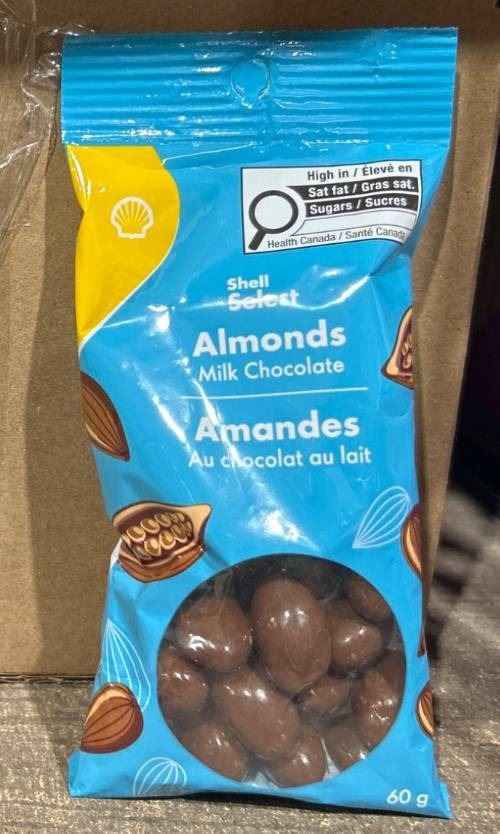 High in / Élevé en
Sat fat / Gras sat.
Sugars / Sucres
Health Canada / Santé Canada
Shell
Select
Almonds
Milk Chocolate
Amandes
Au chocolat au lait
60 g